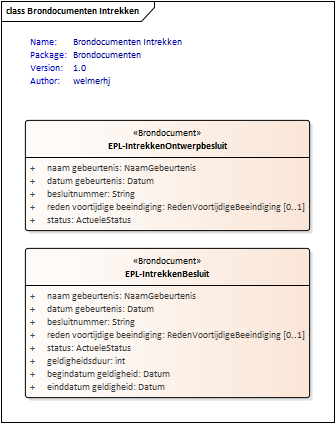 class Brondocumenten Intrekken
Name: Brondocumenten Intrekken
Package: Brondocumenten
Version: 1.0
Author: welmerhj
«Brondocument»
EPL-IntrekkenOntwerpbesluit
+ naam gebeurtenis: NaamGebeurtenis
+ datum gebeurtenis: Datum
+ besluitnummer: String
+ reden voortijdige beeindiging: RedenVoortijdigeBeeindiging [0..1]
+ status: ActueleStatus
«Brondocument»
EPL-IntrekkenBesluit
+ naam gebeurtenis: NaamGebeurtenis
+ datum gebeurtenis: Datum
+ besluitnummer: String
+ reden voortijdige beeindiging: RedenVoortijdigeBeeindiging [0..1]
+ status: ActueleStatus
+ geldigheidsduur: int
+ begindatum geldigheid: Datum
+ einddatum geldigheid: Datum